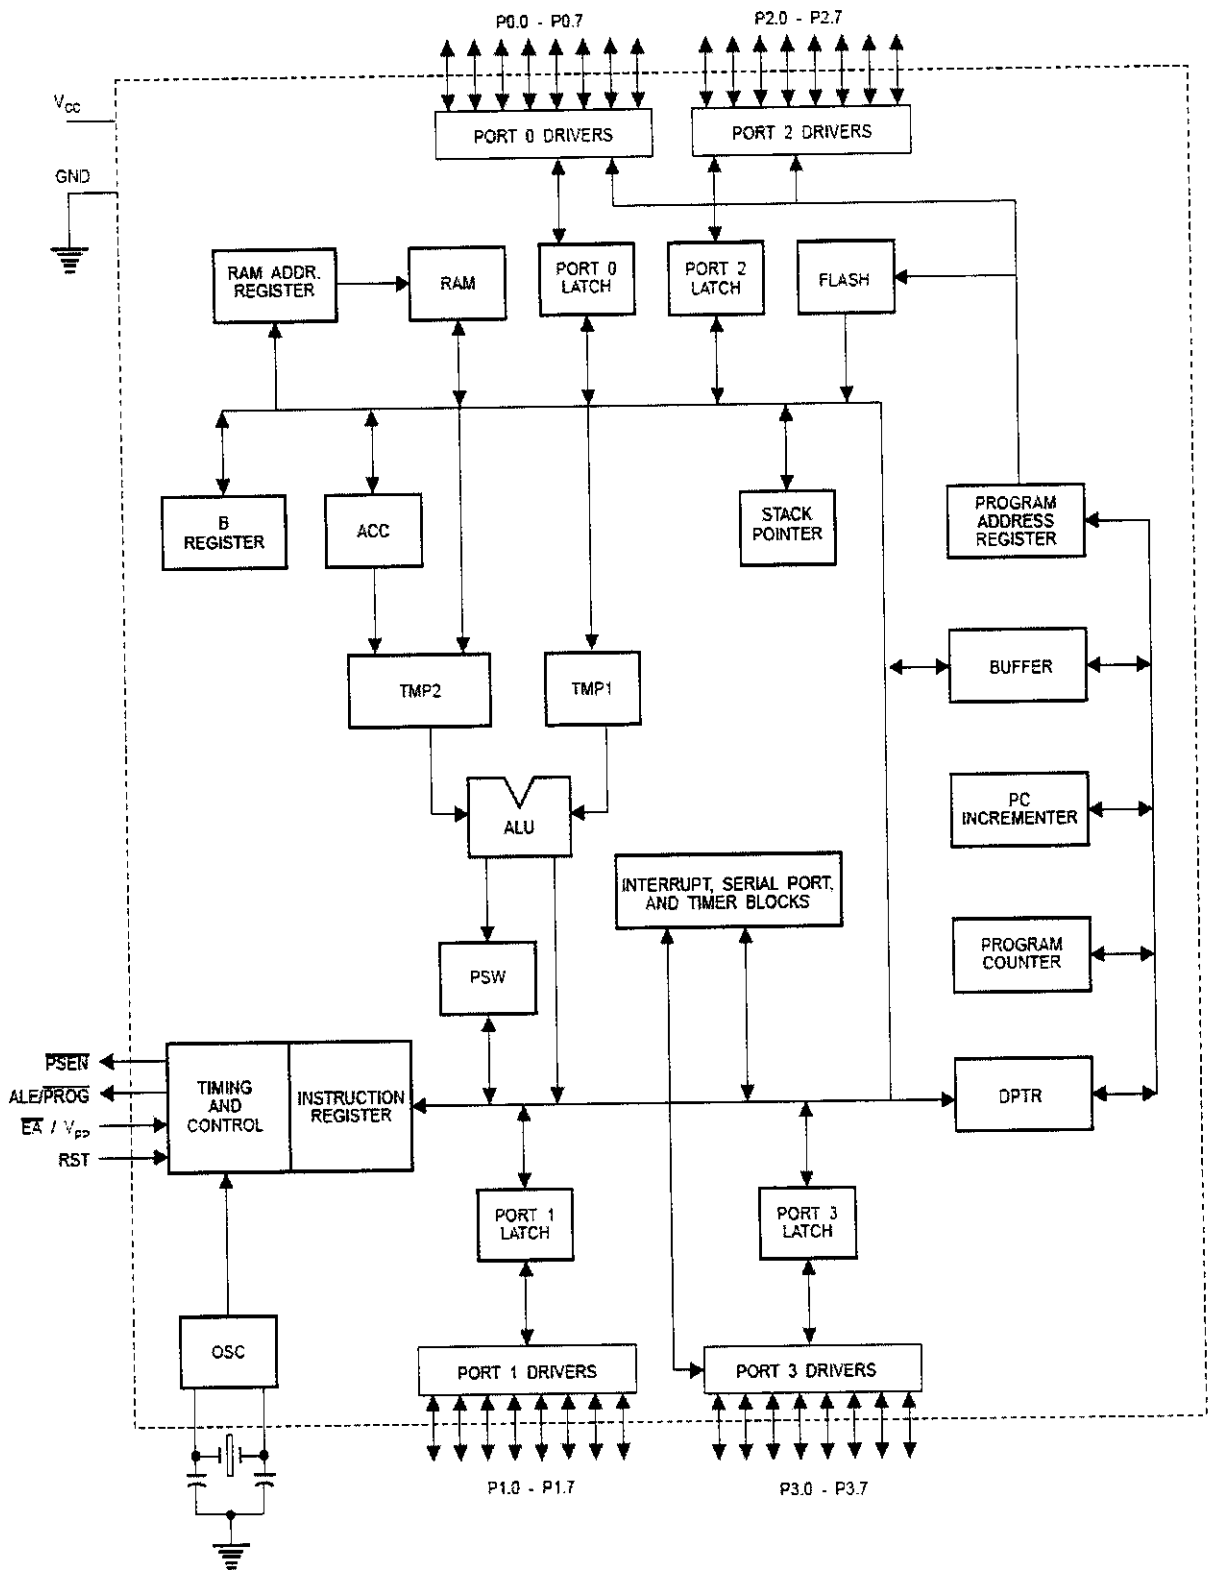 P0.0 - P0.7
P2.0 - P2.7
VCC
PORT 0 DRIVERS
PORT 2 DRIVERS
GND
RAM ADDR.
REGISTER
RAM
PORT 0
LATCH
PORT 2
LATCH
FLASH
B
REGISTER
ACC
STACK
POINTER
PROGRAM
ADDRESS
REGISTER
TMP2
TMP1
BUFFER
ALU
PC
INCREMENTER
INTERRUPT, SERIAL PORT,
AND TIMER BLOCKS
PSW
PROGRAM
COUNTER
PSEN
ALE/PROG
EA / VPP
RST
TIMING
AND
CONTROL
INSTRUCTION
REGISTER
DPTR
PORT 1
LATCH
PORT 3
LATCH
OSC
PORT 1 DRIVERS
PORT 3 DRIVERS
P1.0 - P1.7
P3.0 - P3.7